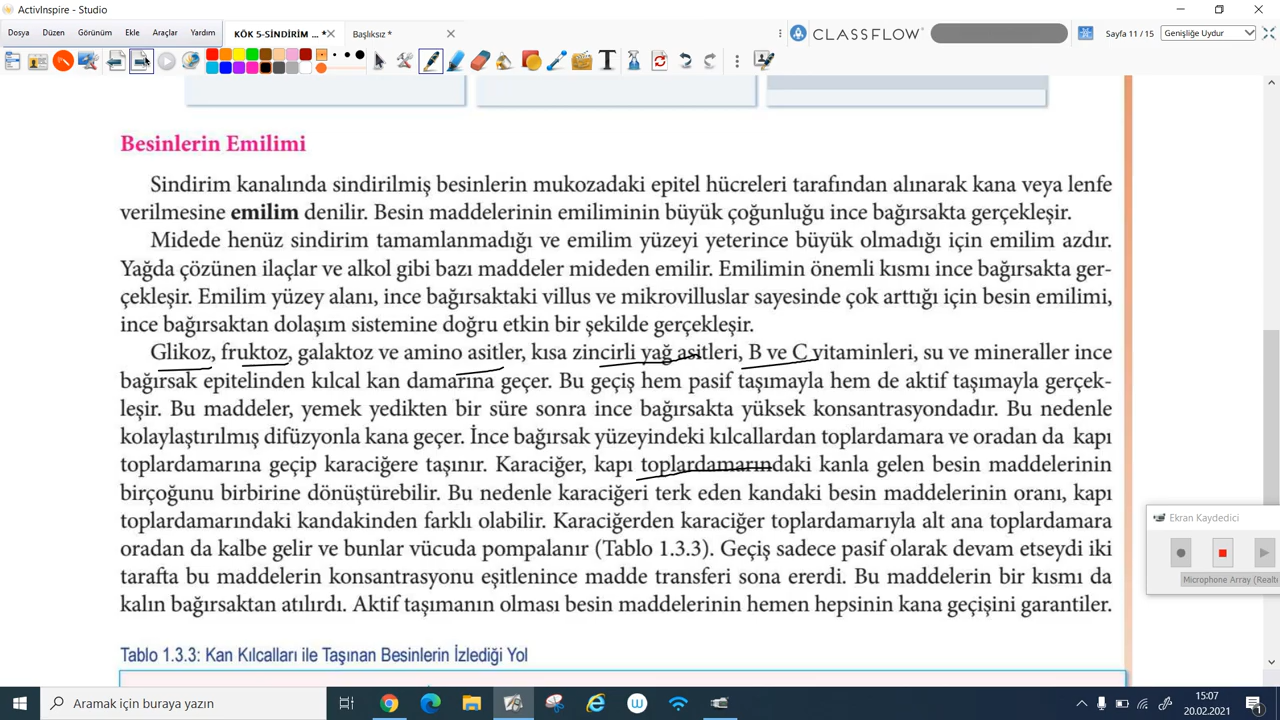 ActivInspire - Studio
Dosya Düzen Görünüm Ekle Araçlar Yardım
KÖK 5-SİNDİRİM ... *
Başlıksız *
CLASSFLOW
Sayfa 11 / 15
Genişliğe Uydur
Besinlerin Emilimi
Sindirim kanalında sindirilmiş besinlerin mukozadaki epitel hücreleri tarafından alınarak kana veya lenfe
verilmesine emilim denilir. Besin maddelerinin emiliminin büyük çoğunluğu ince bağırsakta gerçekleşir.
Midede henüz sindirim tamamlanmadığı ve emilim yüzeyi yeterince büyük olmadığı için emilim azdır.
Yağda çözünen ilaçlar ve alkol gibi bazı maddeler mideden emilir. Emilimin önemli kısmı ince bağırsakta ger-
çekleşir. Emilim yüzey alanı, ince bağırsaktaki villus ve mikrovilluslar sayesinde çok arttığı için besin emilimi,
ince bağırsaktan dolaşım sistemine doğru etkin bir şekilde gerçekleşir.
Glikoz, fruktoz, galaktoz ve amino asitler, kısa zincirli yağ asitleri, B ve C vitaminleri, su ve mineraller ince
bağırsak epitelinden kılcal kan damarına geçer. Bu geçiş hem pasif taşımayla hem de aktif taşımayla gerçek-
leşir. Bu maddeler, yemek yedikten bir süre sonra ince bağırsakta yüksek konsantrasyondadır. Bu nedenle
kolaylaştırılmış difüzyonla kana geçer. İnce bağırsak yüzeyindeki kılcallardan toplardamara ve oradan da kapı
toplardamarına geçip karaciğere taşınır. Karaciğer, kapı toplardamarındaki kanla gelen besin maddelerinin
birçoğunu birbirine dönüştürebilir. Bu nedenle karaciğeri terk eden kandaki besin maddelerinin oranı, kapı
toplardamarındaki kandakinden farklı olabilir. Karaciğerden karaciğer toplardamarıyla alt ana toplardamara
oradan da kalbe gelir ve bunlar vücuda pompalanır (Tablo 1.3.3). Geçiş sadece pasif olarak devam etseydi iki
tarafta bu maddelerin konsantrasyonu eşitlenince madde transferi sona ererdi. Bu maddelerin bir kısmı da
kalın bağırsaktan atılırdı. Aktif taşımanın olması besin maddelerinin hemen hepsinin kana geçişini garantiler.
Tablo 1.3.3: Kan Kılcalları ile Taşınan Besinlerin İzlediği Yol
Ekran Kaydedici
Microphone Array (Realt
Aramak için buraya yazın
15:07
20.02.2021